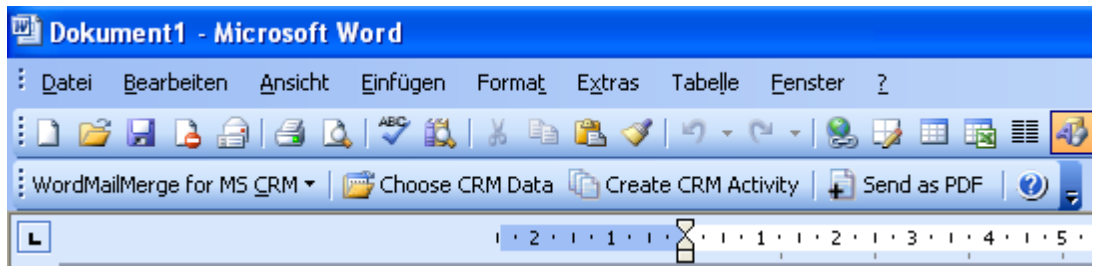 Dokument1 - Microsoft Word
Datei Bearbeiten Ansicht Einfügen Format Extras Tabelle Fenster ?
ABC
WordMailMerge for MS CRM Choose CRM Data Create CRM Activity Send as PDF ?
L 2 1 1 2 3 4 5